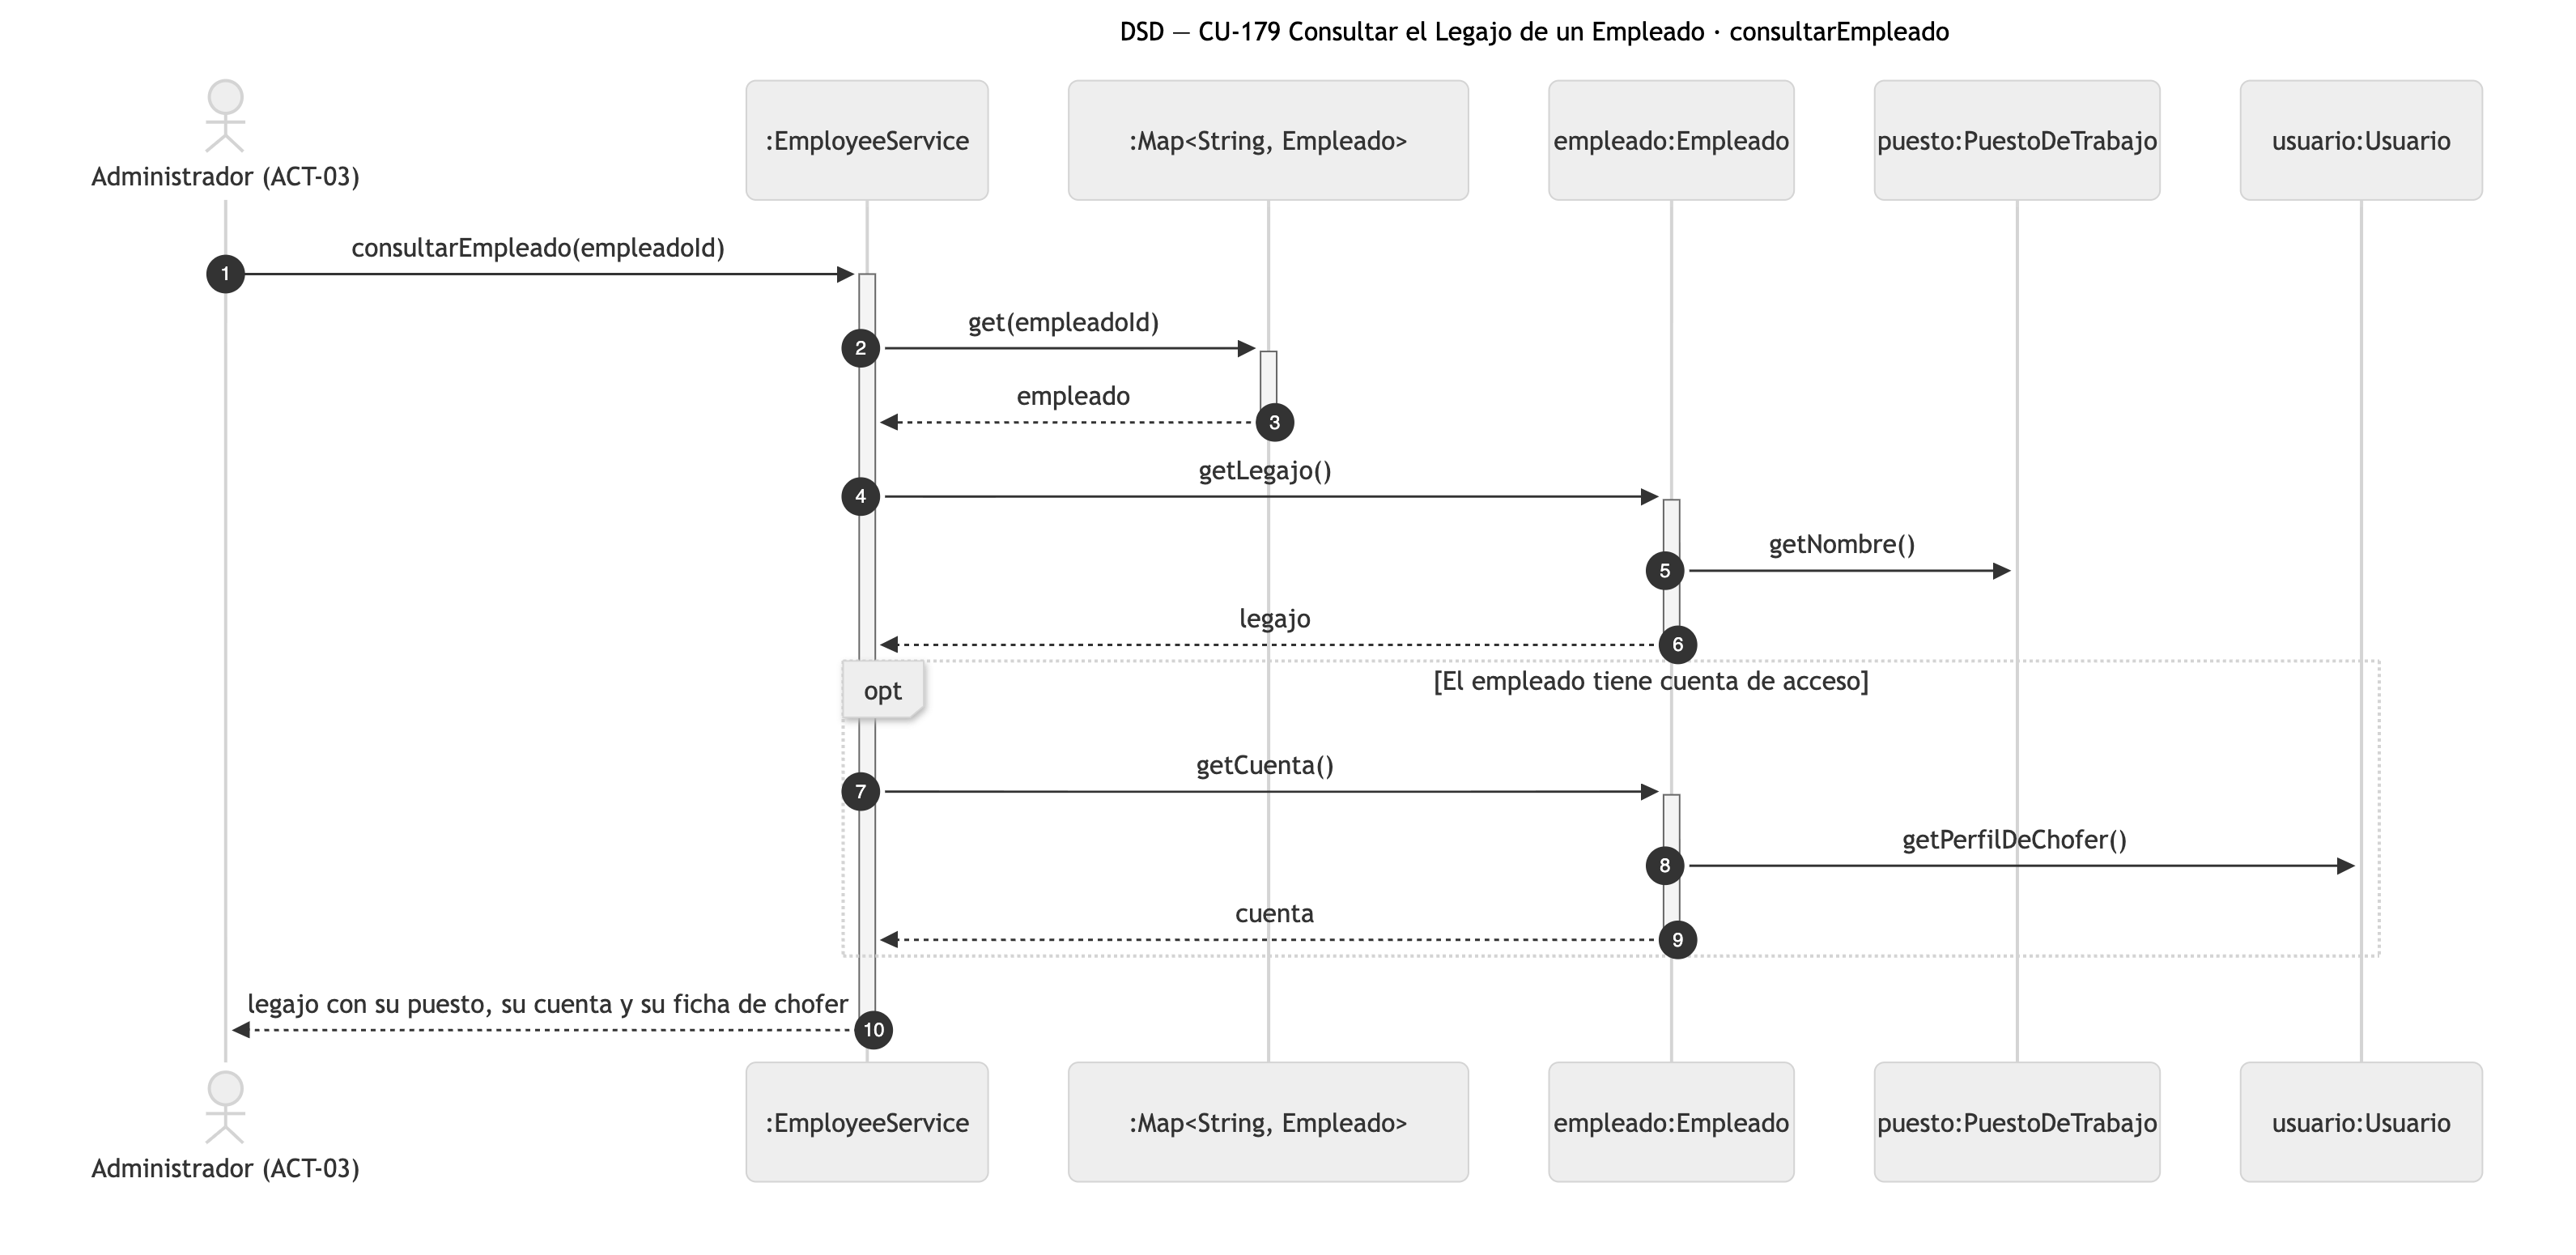 DSD — CU-179 Consultar el Legajo de un Empleado · consultarEmpleado
Administrador (ACT-03)
:EmployeeService
:Map<String, Empleado>
empleado:Empleado
puesto:PuestoDeTrabajo
usuario:Usuario
1
consultarEmpleado(empleadoId)
2
get(empleadoId)
empleado
3
4
getLegajo()
5
getNombre()
legajo
6
opt
[El empleado tiene cuenta de acceso]
7
getCuenta()
8
getPerfilDeChofer()
cuenta
9
legajo con su puesto, su cuenta y su ficha de chofer
10
Administrador (ACT-03)
:EmployeeService
:Map<String, Empleado>
empleado:Empleado
puesto:PuestoDeTrabajo
usuario:Usuario